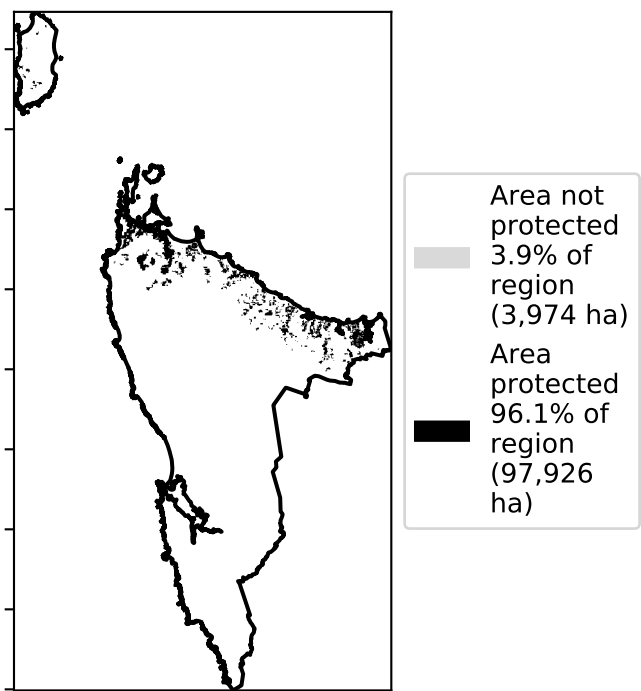 Area not
protected
3.9% of
region
(3,974 ha)
Area
protected
96.1% of
region
(97,926
ha)